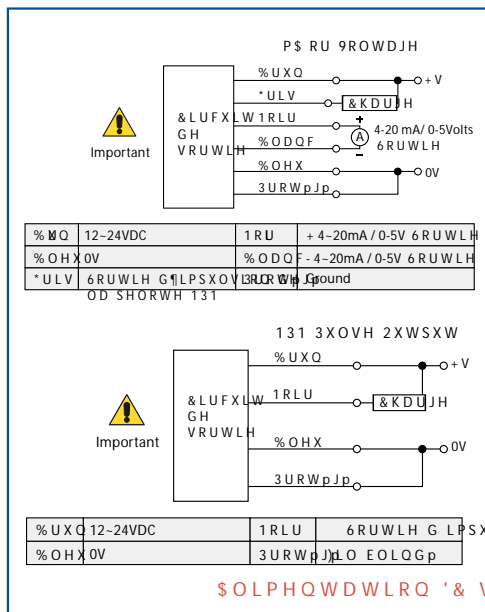 P$ RU 9ROWDJH
%UXQ
+ V
*ULV
&KDUJH
&LUFXLW
GH
VRUWLH
1RLU
+
4-20 mA/ 0-5Volts
A
6RUWLH
%ODQF
−
%OHX
0V
3URWpJp
Important
12~24VDC
+ 4~20mA / 0-5V 6RUWLH
%OHX 0V
- 4~20mA / 0-5V 6RUWLH
*ULV
Ground
OD SHORWH 131
131 3XOVH 2XWSXW
%UXQ
+ V
&LUFXLW
GH
VRUWLH
1RLU
&KDUJH
%OHX
0V
3URWpJp
Important
%UXQ 12~24VDC 1RLU 6RUWLH G LPSX
%OHX 0V
$OLPHQWDWLRQ '& V